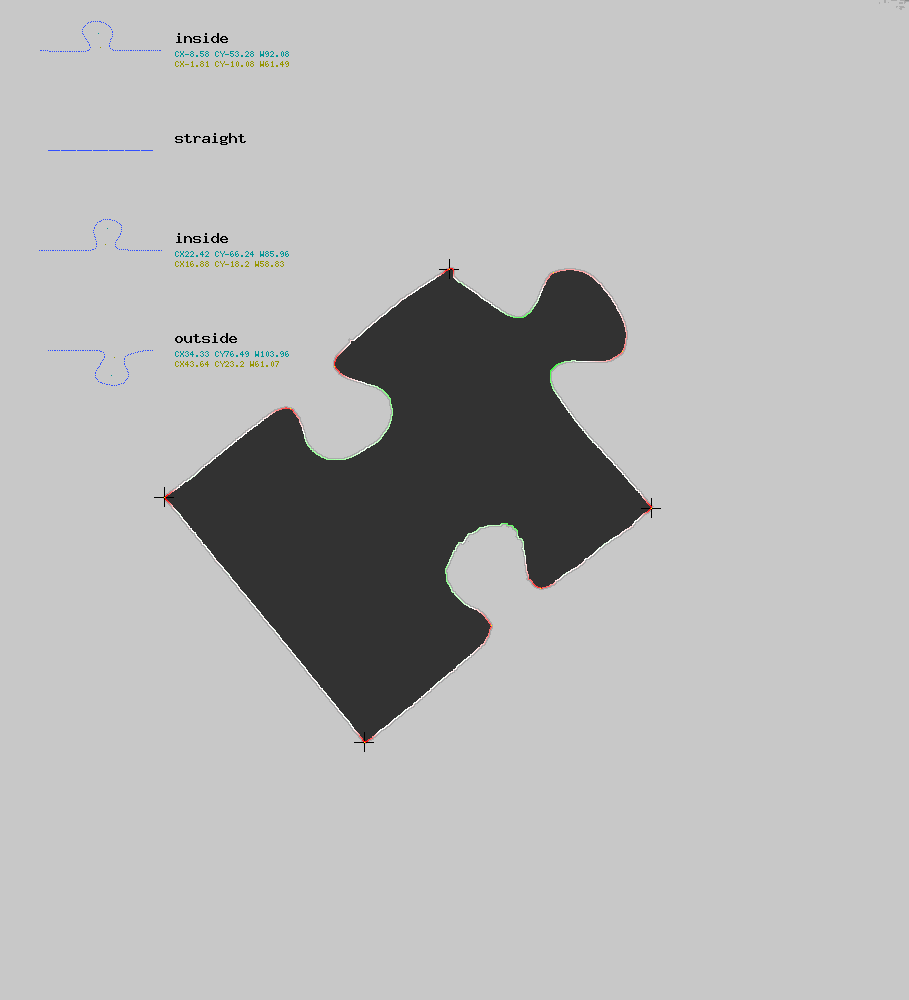 inside
CX-8.58 CY-53.28 W92.08
CX-1.81 CY-10.08 W61.49
straight
inside
CX22.42 CY-66.24 W85.96
CX16.88 CY-18.2 W58.83
outside
CX34.33 CY76.49 W103.96
CX43.64 CY23.2 W61.07